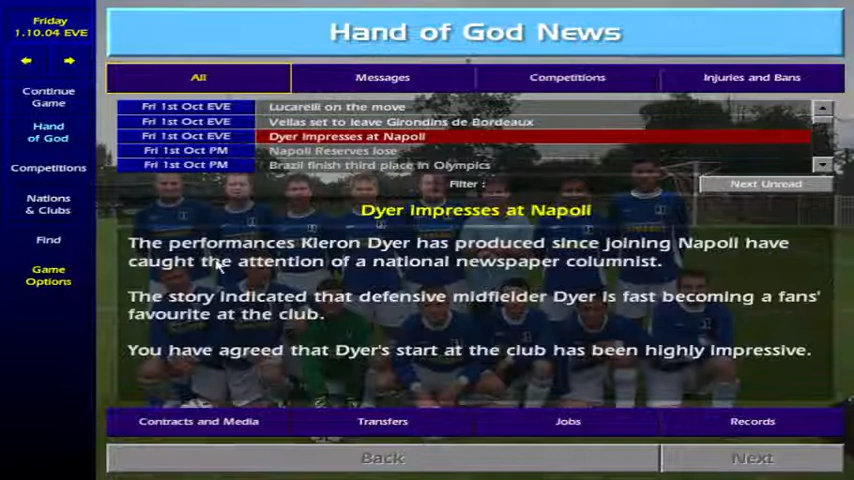 Friday
1.10.04 EVE
Hand of God News
All
Messages
Competitions
Injuries and Bans
Continue
Game
Hand
of God
Competitions
Nations
& Clubs
Find
Game
Options
Fri 1st Oct EVE Lucarelli on the move
Fri 1st Oct EVE Vellas set to leave Girondins de Bordeaux
Fri 1st Oct EVE Dyer impresses at Napoli
Fri 1st Oct PM Napoli Reserves lose
Fri 1st Oct PM Brazil finish third place in Olympics
Filter :
Next Unread
Dyer impresses at Napoli
The performances Kieron Dyer has produced since joining Napoli have
caught the attention of a national newspaper columnist.
The story indicated that defensive midfielder Dyer is fast becoming a fans'
favourite at the club.
You have agreed that Dyer's start at the club has been highly impressive.
Contracts and Media
Transfers
Jobs
Records
Back
Next